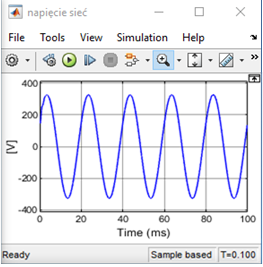 napięcie sieć
File Tools View Simulation
400
200
0
-200
-400
[V]
0 20 40 60 80 100
Time (ms)
Ready Sample based T=0.100